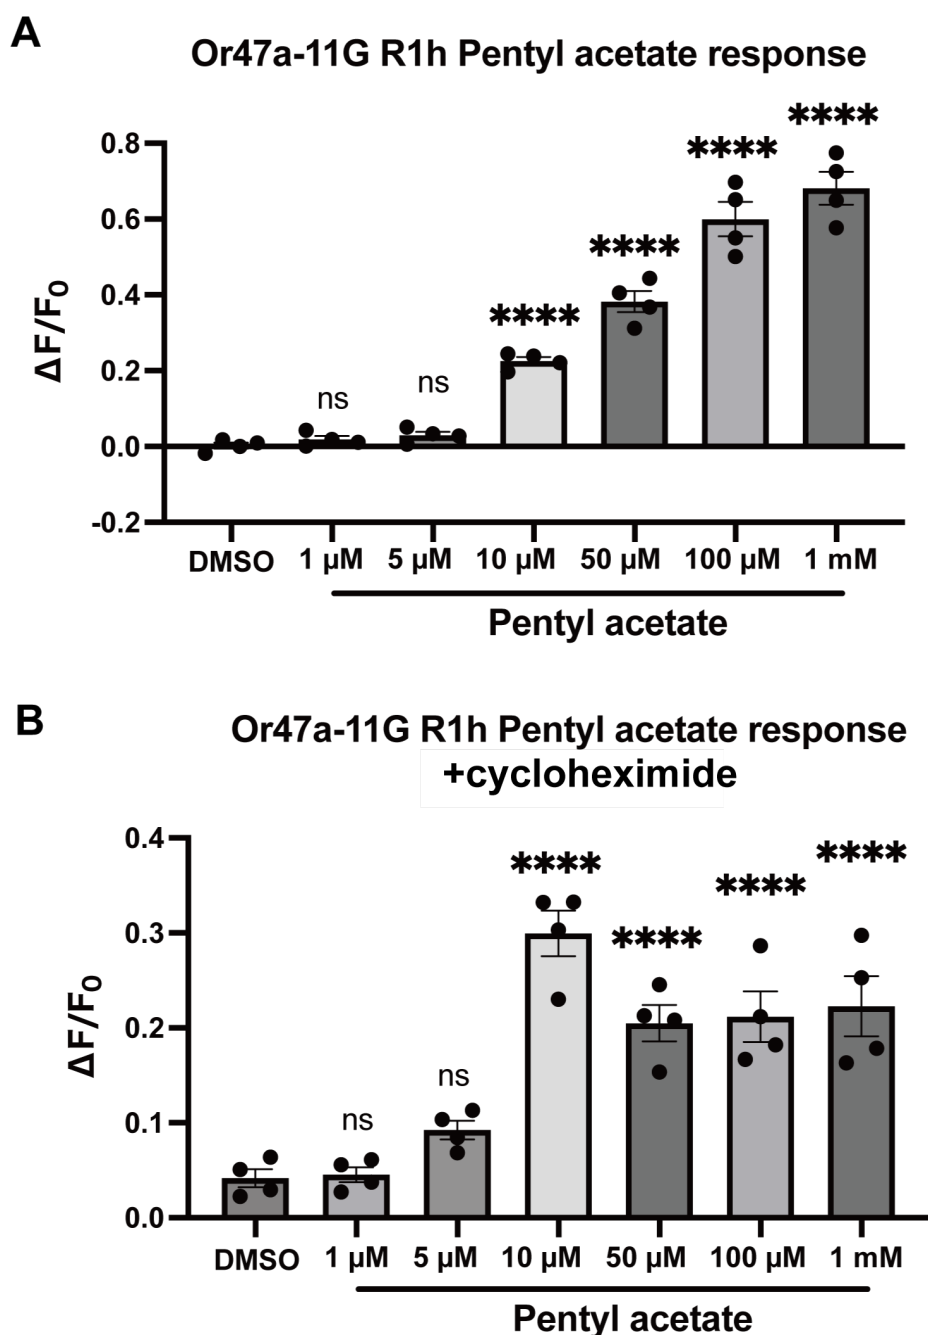 A
Or47a-11G R1h Pentyl acetate response
****
****
****
****
ns
ns
0.8
0.6
0.4
0.2
0.0
-0.2
ΔF/F₀
DMSO 1 µM 5 µM 10 µM 50 µM 100 µM 1 mM
Pentyl acetate
B
Or47a-11G R1h Pentyl acetate response
+cycloheximide
****
****
****
****
ns
ns
0.4
0.3
0.2
0.1
0.0
ΔF/F₀
DMSO 1 µM 5 µM 10 µM 50 µM 100 µM 1 mM
Pentyl acetate